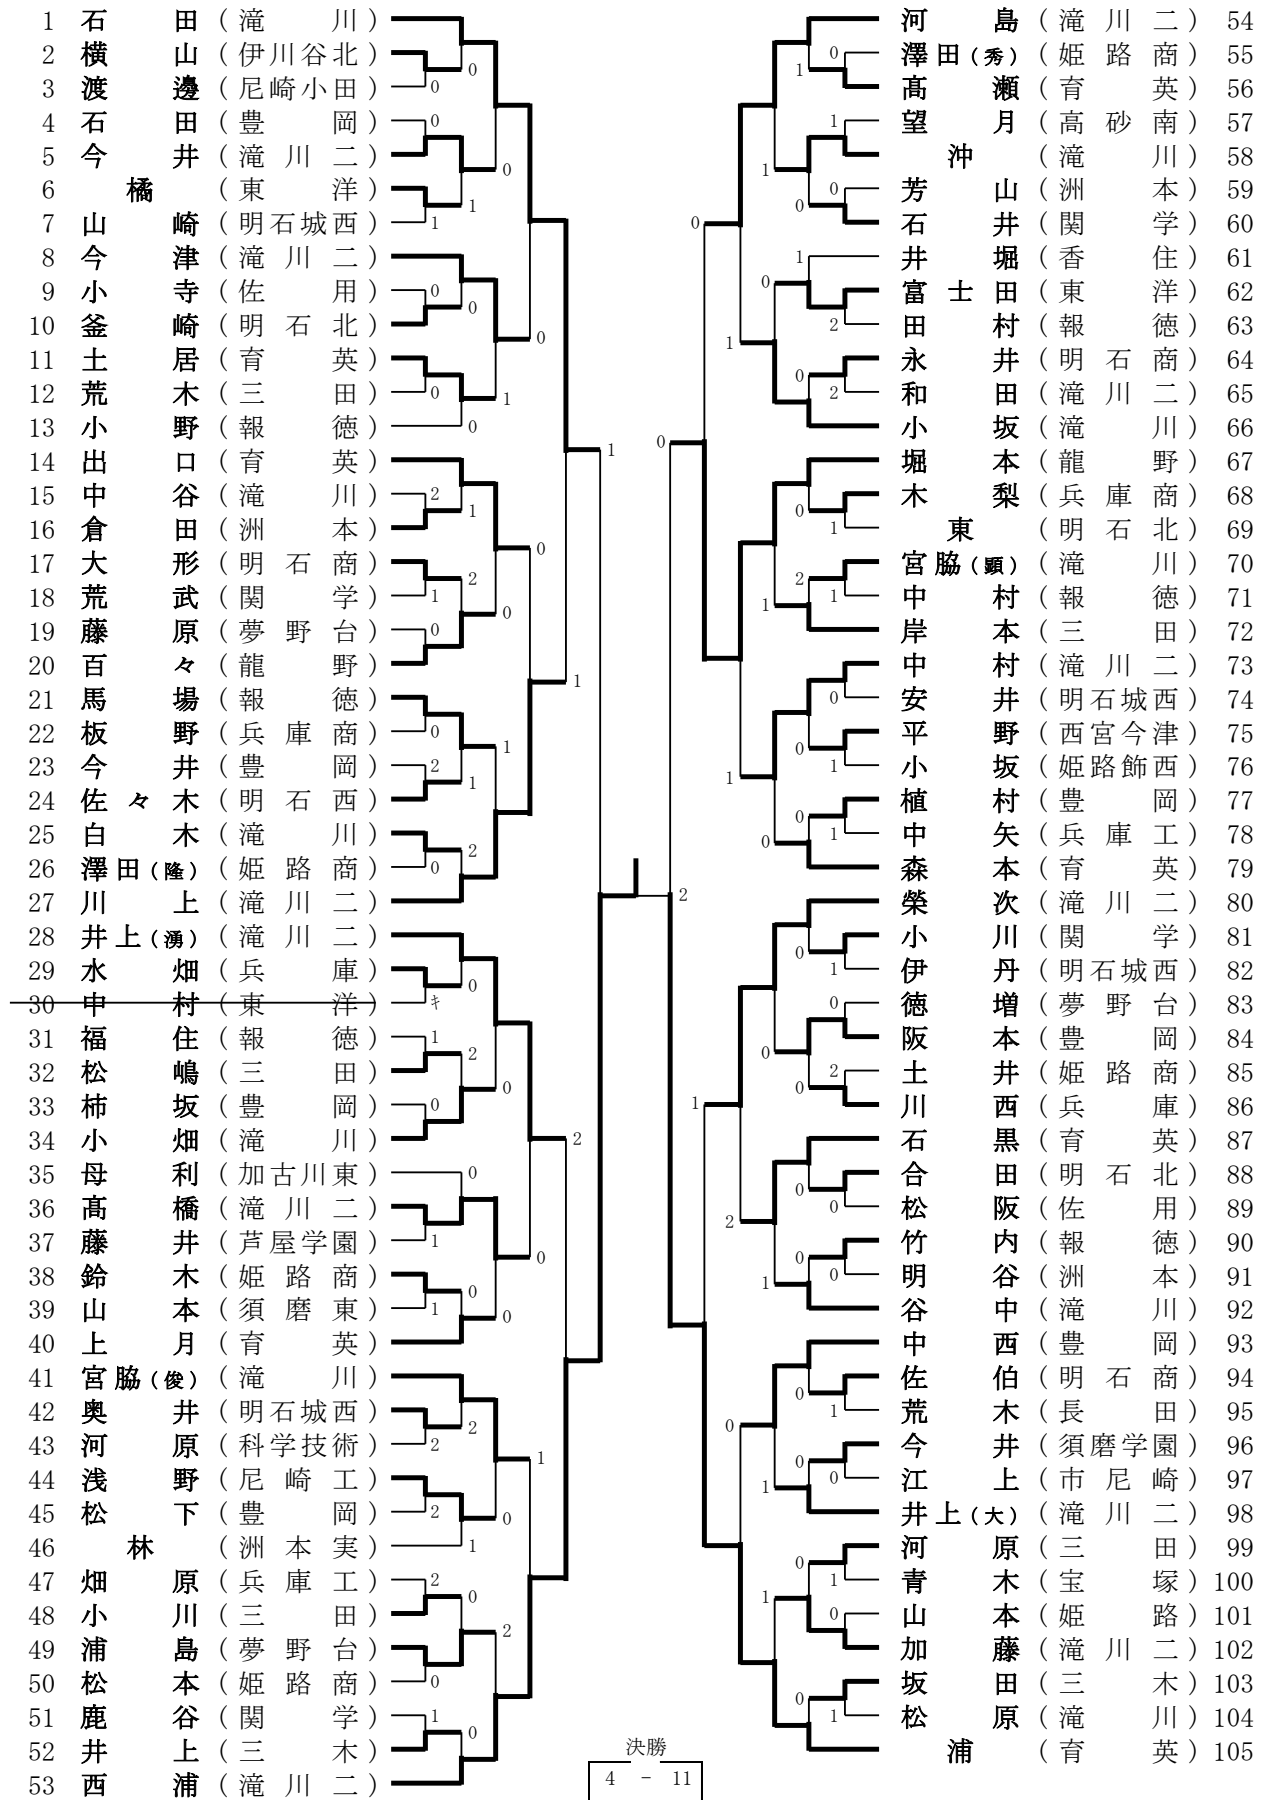 1 石田 (滝川)
2 横山 (伊川谷北)
3 渡邊 (尼崎小田)
4 石田 (豊岡)
5 今井 (滝川二)
6 橘 (東洋)
7 山崎 (明石城西)
8 今津 (滝川二)
9 小寺 (佐用)
10 釜崎 (明石北)
11 土居 (育英)
12 荒木 (三田)
13 小野 (報徳)
14 出口 (育英)
15 中谷 (滝川)
16 倉田 (洲本)
17 大形 (明石商)
18 荒武 (関学)
19 藤原 (夢野台)
20 百々 (龍野)
21 馬場 (報徳)
22 板野 (兵庫商)
23 今井 (豊岡)
24 佐々木 (明石西)
25 白木 (滝川)
26 澤田(隆) (姫路商)
27 川上 (滝川二)
28 井上(湧) (滝川二)
29 水畑 (兵庫)
30 中村 (東洋) キ
31 福住 (報徳)
32 松嶋 (三田)
33 柿坂 (豊岡)
34 小畑 (滝川)
35 母利 (加古川東)
36 髙橋 (滝川二)
37 藤井 (芦屋学園)
38 鈴木 (姫路商)
39 山本 (須磨東)
40 上月 (育英)
41 宮脇(俊) (滝川)
42 奥井 (明石城西)
43 河原 (科学技術)
44 浅野 (尼崎工)
45 松下 (豊岡)
46 林 (洲本実)
47 畑原 (兵庫工)
48 小川 (三田)
49 浦島 (夢野台)
50 松本 (姫路商)
51 鹿谷 (関学)
52 井上 (三木)
53 西浦 (滝川二)
河島 (滝川二) 54
澤田(秀) (姫路商) 55
髙瀬 (育英) 56
望月 (高砂南) 57
沖 (滝川) 58
芳山 (洲本) 59
石井 (関学) 60
井堀 (香住) 61
富士田 (東洋) 62
田村 (報徳) 63
永井 (明石商) 64
和田 (滝川二) 65
小坂 (滝川) 66
堀本 (龍野) 67
木梨 (兵庫商) 68
東 (明石北) 69
宮脇(顕) (滝川) 70
中村 (報徳) 71
岸本 (三田) 72
中村 (滝川二) 73
安井 (明石城西) 74
平野 (西宮今津) 75
小坂 (姫路飾西) 76
植村 (豊岡) 77
中矢 (兵庫工) 78
森本 (育英) 79
榮次 (滝川二) 80
小川 (関学) 81
伊丹 (明石城西) 82
徳増 (夢野台) 83
阪本 (豊岡) 84
土井 (姫路商) 85
川西 (兵庫) 86
石黒 (育英) 87
合田 (明石北) 88
松阪 (佐用) 89
竹内 (報徳) 90
明谷 (洲本) 91
谷中 (滝川) 92
中西 (豊岡) 93
佐伯 (明石商) 94
荒木 (長田) 95
今井 (須磨学園) 96
江上 (市尼崎) 97
井上(大) (滝川二) 98
河原 (三田) 99
青木 (宝塚) 100
山本 (姫路) 101
加藤 (滝川二) 102
坂田 (三木) 103
松原 (滝川) 104
浦 (育英) 105
決勝
4 - 11